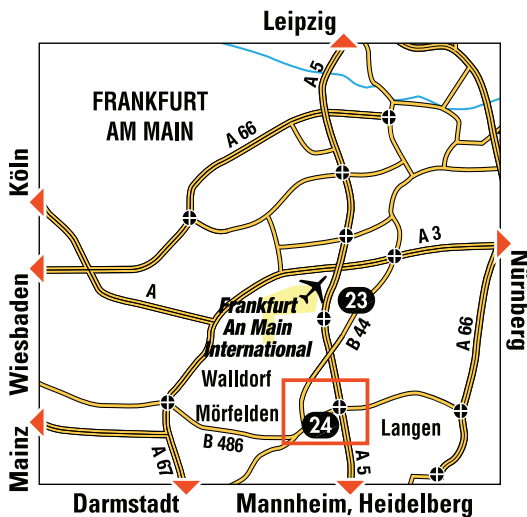 Leipzig
A 5
FRANKFURT
AM MAIN
A 66
Köln
A 3
Nürnberg
A
Wiesbaden
Frankfurt
An Main
International
23
B 44
A 66
Walldorf
Mörfelden
24
Langen
B 486
Mainz
A 67
A 5
Darmstadt
Mannheim, Heidelberg